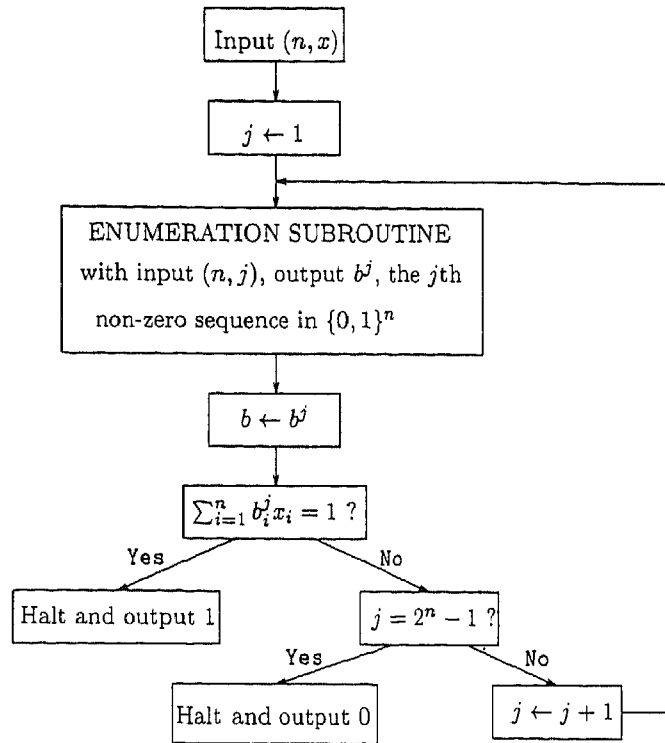 Input (n, x)
j ← 1
ENUMERATION SUBROUTINE
with input (n, j), output b^j, the jth
non-zero sequence in {0, 1}^n
b ← b^j
∑_{i=1}^n b_i^j x_i = 1 ?
Yes
No
Halt and output 1
j = 2^n − 1 ?
Yes
No
Halt and output 0
j ← j + 1